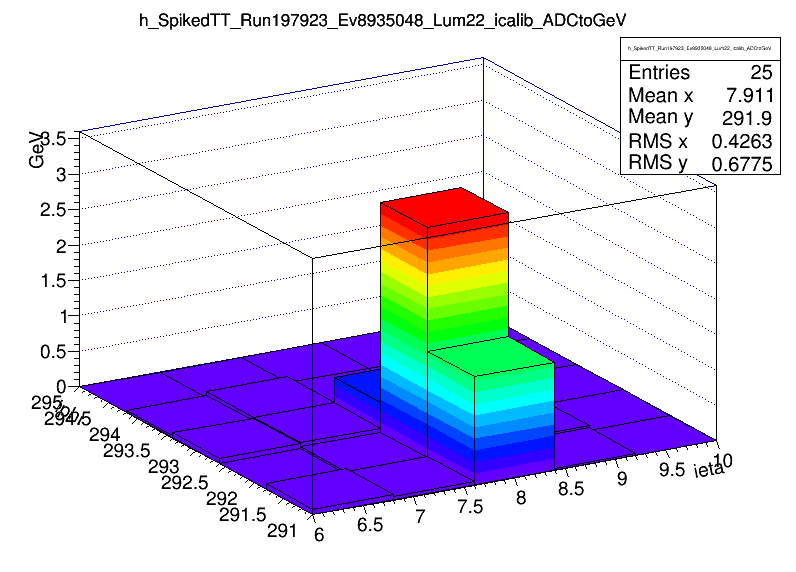 h_SpikedTT_Run197923_Ev8935048_Lum22_icalib_ADCtoGeV
h_SpikedTT_Run197923_Ev8935048_Lum22_icalib_ADCtoGeV
Entries 25
Mean x 7.911
Mean y 291.9
RMS x 0.4263
RMS y 0.6775
GeV
3.5
3
2.5
2
1.5
1
0.5
0
295
294.5
294
293.5
293
292.5
292
291.5
291
6
6.5
7
7.5
8
8.5
9
9.5
10
ieta